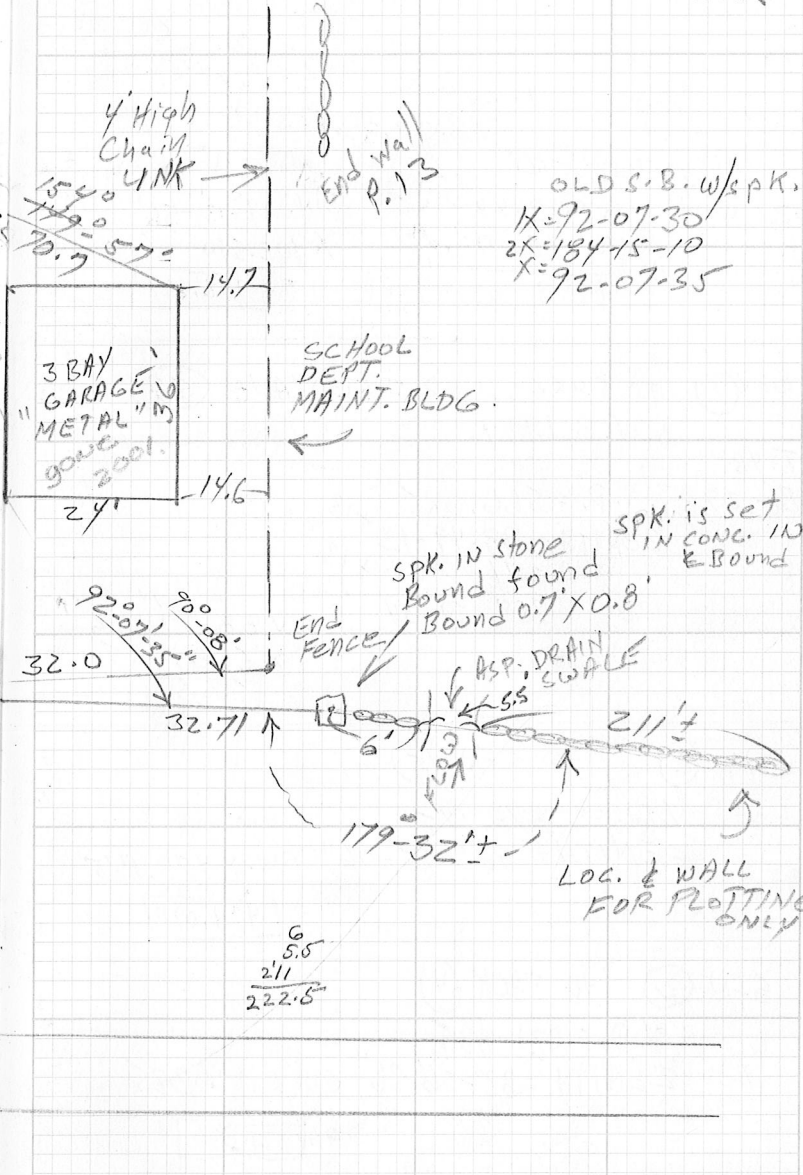 4' High
Chain
LINK
End Wall
P. 13
OLD S.B. w/spk.
1X=92-07-30
2X=184-15-10
X=92-07-35
154°
57'
70.7
14.7
3 BAY
GARAGE
"METAL"
gone
2001.
36'
24'
14.6
SCHOOL
DEPT.
MAINT. BLDG.
spk. is set
IN CONC. IN
₵ Bound
spk. IN stone
Bound found
Bound 0.7' X 0.8'
92°-07'-35"
90°-08'
End
Fence
32.0
ASP. DRAIN
SWALE
5.5'
32.71
6'
211'±
179°-32'±
LOC. ₵ WALL
FOR PLOTTING
ONLY
6
5.5
211
222.5